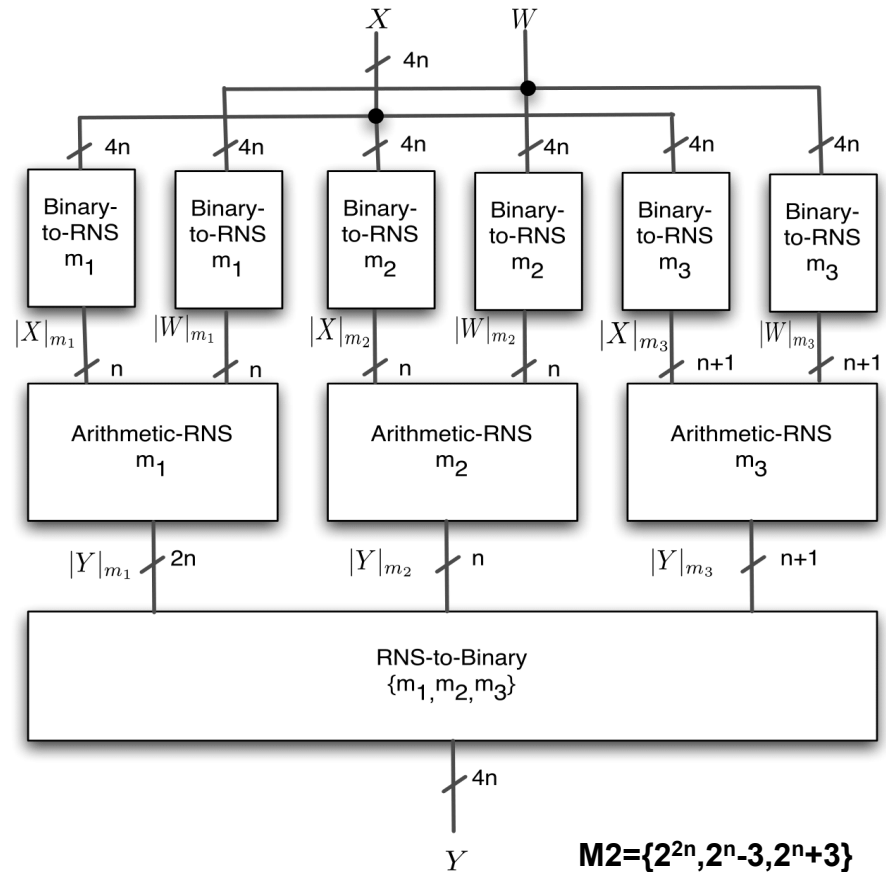 X W
4n
4n 4n 4n 4n 4n 4n
Binary-to-RNS m₁ Binary-to-RNS m₁ Binary-to-RNS m₂ Binary-to-RNS m₂ Binary-to-RNS m₃ Binary-to-RNS m₃
|X|m₁ |W|m₁ |X|m₂ |W|m₂ |X|m₃ |W|m₃
n n n n n+1 n+1
Arithmetic-RNS Arithmetic-RNS Arithmetic-RNS
m₁ m₂ m₃
|Y|m₁ 2n |Y|m₂ n |Y|m₃ n+1
RNS-to-Binary
{m₁,m₂,m₃}
4n
Y
M2={2²ⁿ,2ⁿ-3,2ⁿ+3}